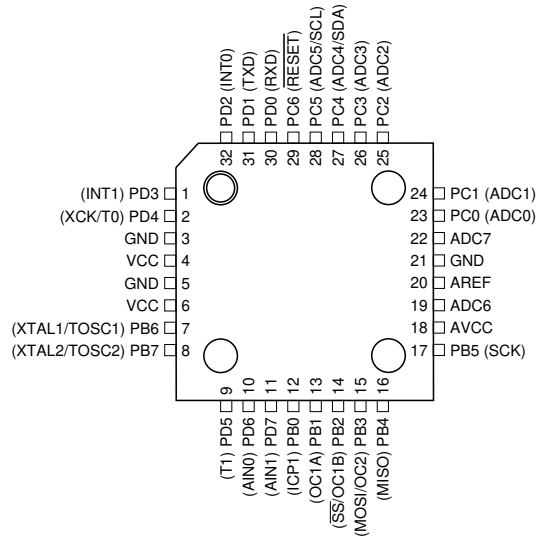 32 PD2 (INT0)
31 PD1 (TXD)
30 PD0 (RXD)
29 PC6 (RESET)
28 PC5 (ADC5/SCL)
27 PC4 (ADC4/SDA)
26 PC3 (ADC3)
25 PC2 (ADC2)
(INT1) PD3 1
(XCK/T0) PD4 2
GND 3
VCC 4
GND 5
VCC 6
(XTAL1/TOSC1) PB6 7
(XTAL2/TOSC2) PB7 8
24 PC1 (ADC1)
23 PC0 (ADC0)
22 ADC7
21 GND
20 AREF
19 ADC6
18 AVCC
17 PB5 (SCK)
(T1) PD5 9
(AIN0) PD6 10
(AIN1) PD7 11
(ICP1) PB0 12
(OC1A) PB1 13
(SS/OC1B) PB2 14
(MOSI/OC2) PB3 15
(MISO) PB4 16